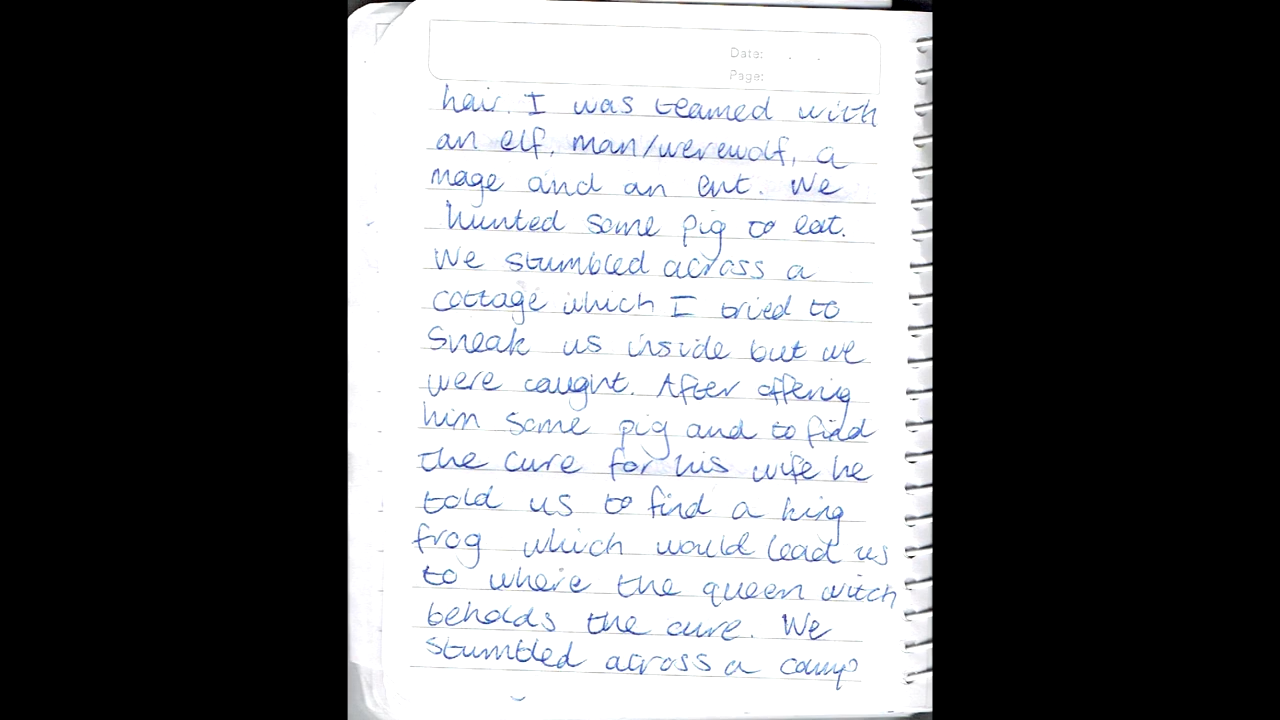 Date: . .
Page:
hair. I was teamed with
an elf, man/werewolf, a
mage and an ent. We
hunted some pig to eat.
We stumbled across a
cottage which I tried to
sneak us inside but we
were caught. After offering
him some pig and to find
the cure for his wife he
told us to find a king
frog which would lead us
to where the queen witch
beholds the cure. We
stumbled across a camp